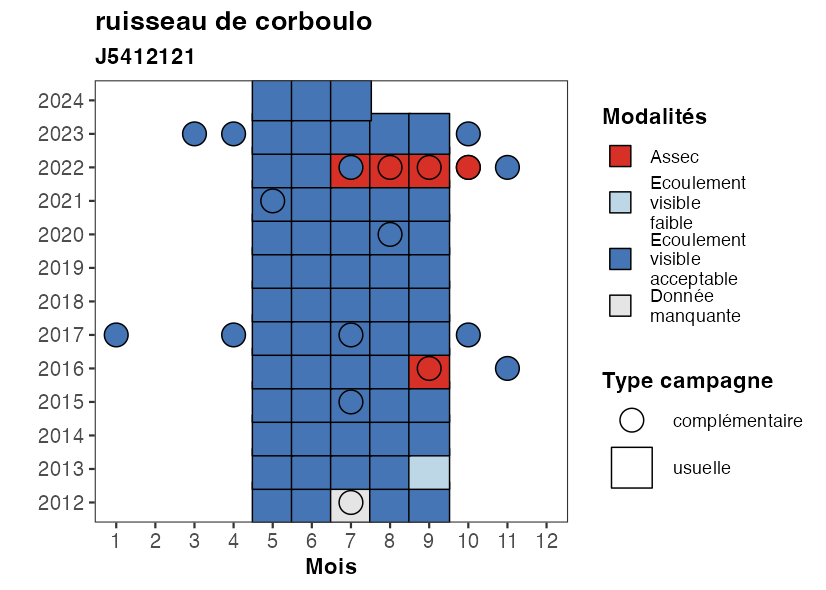 ruisseau de corboulo
J5412121
2024
2023
2022
2021
2020
2019
2018
2017
2016
2015
2014
2013
2012
1 2 3 4 5 6 7 8 9 10 11 12
Mois
Modalités
Assec
Ecoulement
visible
faible
Ecoulement
visible
acceptable
Donnée
manquante
Type campagne
complémentaire
usuelle